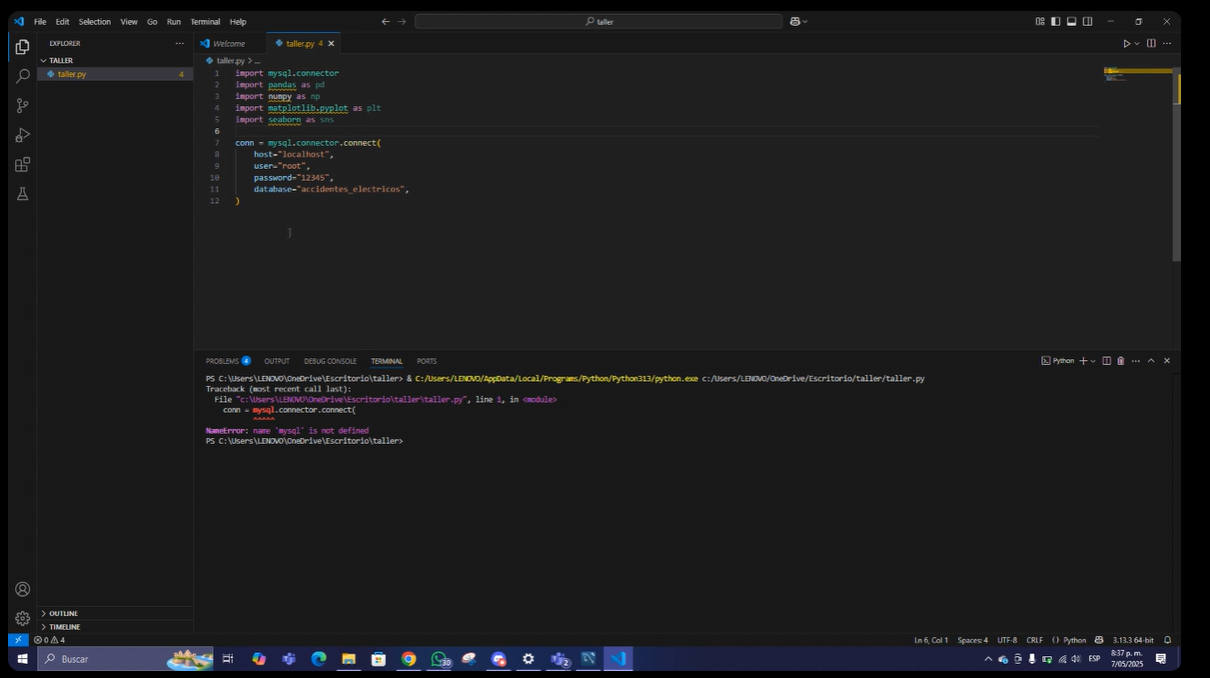 File Edit Selection View Go Run Terminal Help
taller
EXPLORER
TALLER
taller.py 4
Welcome
taller.py 4
taller.py > ...
1 import mysql.connector
2 import pandas as pd
3 import numpy as np
4 import matplotlib.pyplot as plt
5 import seaborn as sns
6
7 conn = mysql.connector.connect(
8 host="localhost",
9 user="root",
10 password="12345",
11 database="accidentes_electricos",
12 )
PROBLEMS 4 OUTPUT DEBUG CONSOLE TERMINAL PORTS
Python
PS C:\Users\LENOVO\OneDrive\Escritorio\taller> & C:/Users/LENOVO/AppData/Local/Programs/Python/Python313/python.exe c:/Users/LENOVO/OneDrive/Escritorio/taller/taller.py
Traceback (most recent call last):
File "c:\Users\LENOVO\OneDrive\Escritorio\taller\taller.py", line 1, in <module>
conn = mysql.connector.connect(
^^^^^
NameError: name 'mysql' is not defined
PS C:\Users\LENOVO\OneDrive\Escritorio\taller>
OUTLINE
TIMELINE
0 4
Ln 6, Col 1 Spaces: 4 UTF-8 CRLF () Python 3.13.3 64-bit
Buscar
30
2
ESP
8:37 p. m.
7/05/2025